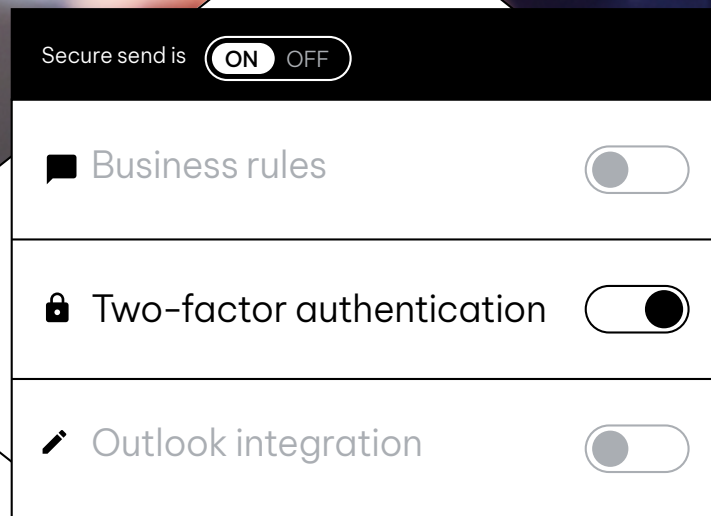 Secure send is ON OFF
Business rules
Two-factor authentication
Outlook integration